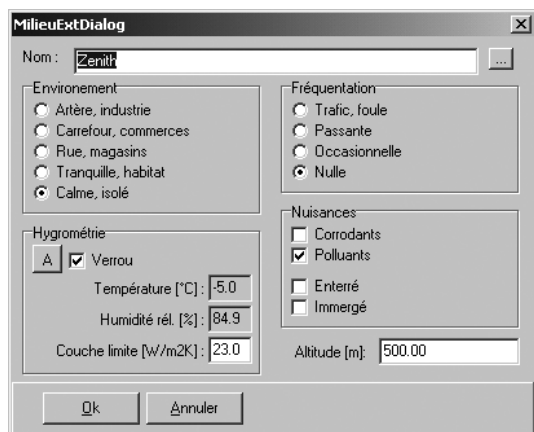 MilieuExtDialog
Nom : Zenith ...
Environement
Artère, industrie
Carrefour, commerces
Rue, magasins
Tranquille, habitat
Calme, isolé
Fréquentation
Trafic, foule
Passante
Occasionnelle
Nulle
Hygrométrie
A Verrou
Température [°C] : -5.0
Humidité rél. [%] : 84.9
Couche limite [W/m2K] : 23.0
Nuisances
Corrodants
Polluants
Enterré
Immergé
Altitude [m]: 500.00
Ok Annuler